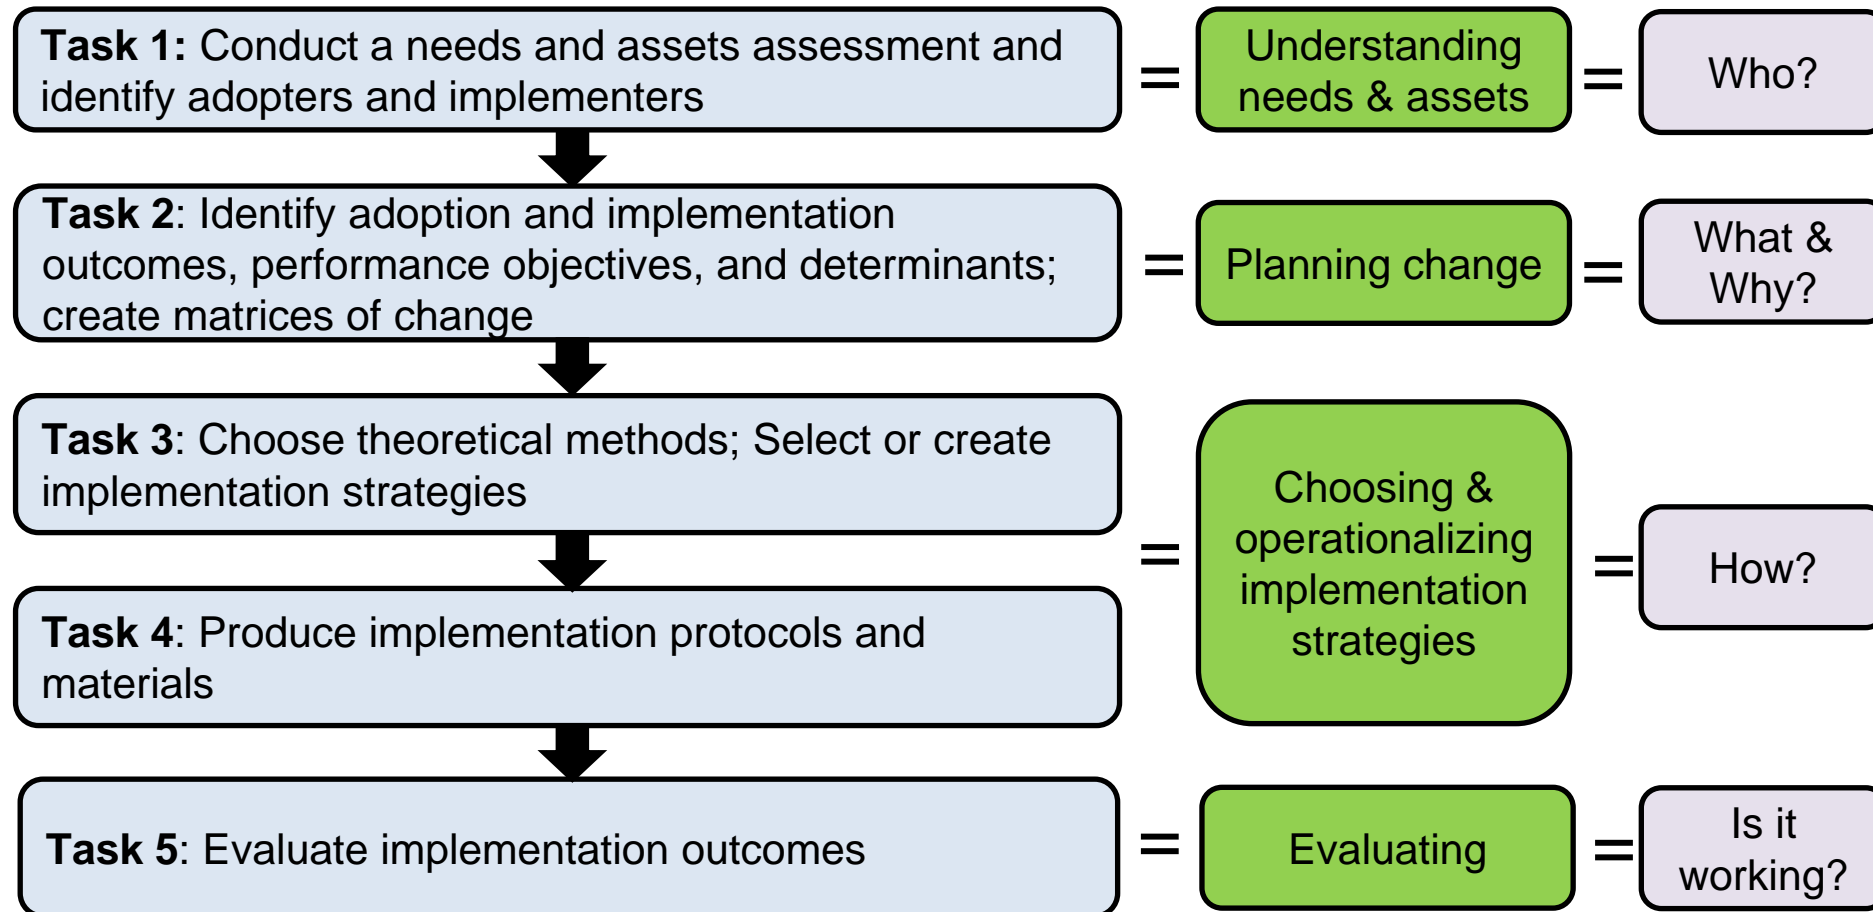 Task 1: Conduct a needs and assets assessment and
identify adopters and implementers
=
Understanding
needs & assets
=
Who?
Task 2: Identify adoption and implementation
outcomes, performance objectives, and determinants;
create matrices of change
=
Planning change
=
What &
Why?
Task 3: Choose theoretical methods; Select or create
implementation strategies
Task 4: Produce implementation protocols and
materials
=
Choosing &
operationalizing
implementation
strategies
=
How?
Task 5: Evaluate implementation outcomes
=
Evaluating
=
Is it
working?